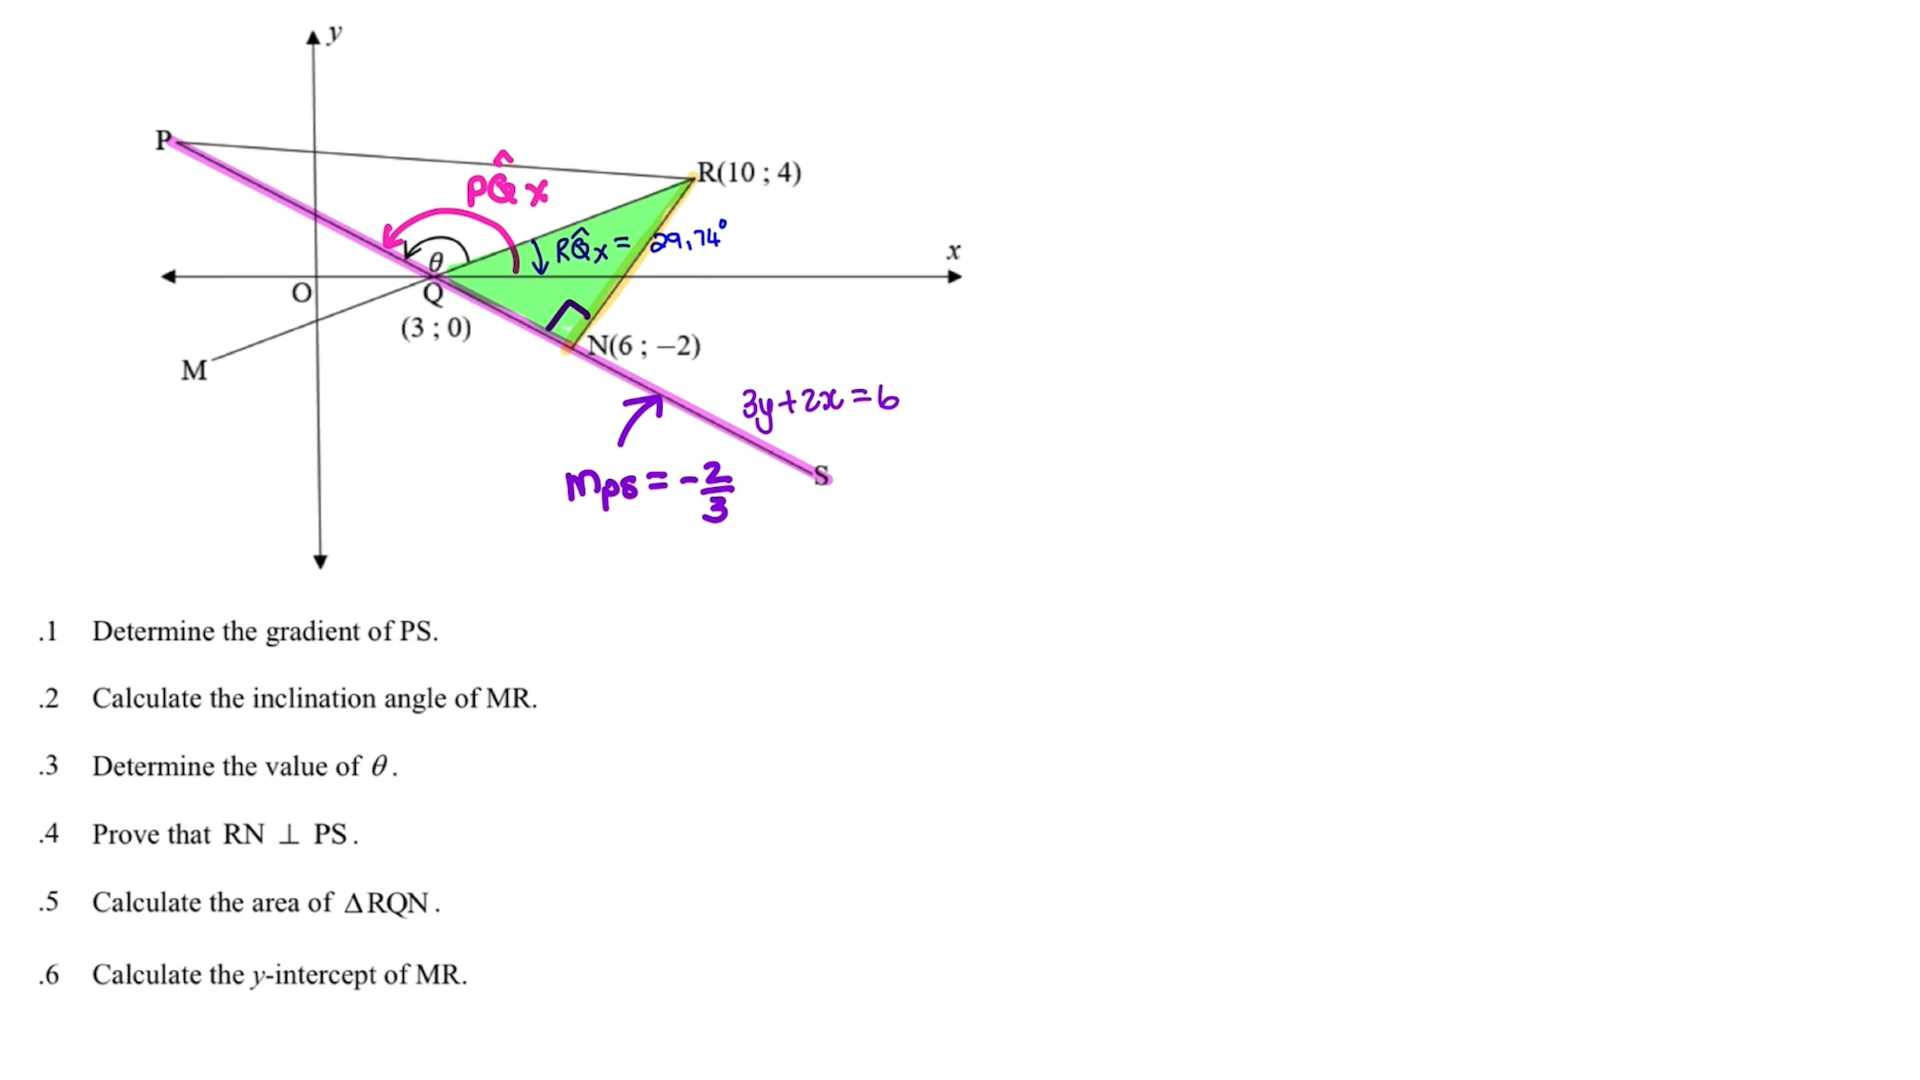 y
P
PQ̂x
R(10 ; 4)
RQ̂x = 29,74°
x
θ
O
Q
(3 ; 0)
N(6 ; −2)
M
3y+2x=6
mPS = -2/3
S
.1 Determine the gradient of PS.
.2 Calculate the inclination angle of MR.
.3 Determine the value of θ.
.4 Prove that RN ⊥ PS.
.5 Calculate the area of ΔRQN.
.6 Calculate the y-intercept of MR.